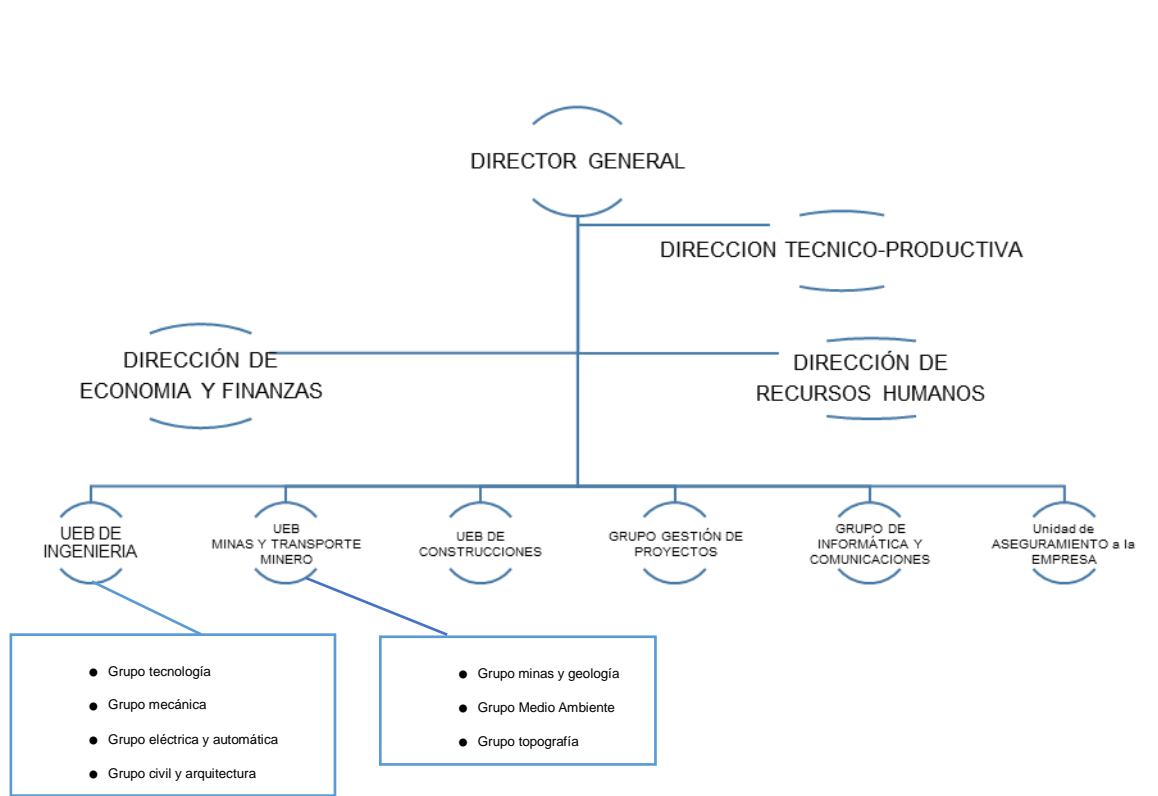 DIRECTOR GENERAL
DIRECCION TECNICO-PRODUCTIVA
DIRECCIÓN DE
ECONOMIA Y FINANZAS
DIRECCIÓN DE
RECURSOS HUMANOS
UEB DE
INGENIERIA
UEB
MINAS Y TRANSPORTE
MINERO
UEB DE
CONSTRUCCIONES
GRUPO GESTIÓN DE
PROYECTOS
GRUPO DE
INFORMÁTICA Y
COMUNICACIONES
Unidad de
ASEGURAMIENTO a la
EMPRESA
● Grupo tecnología
● Grupo mecánica
● Grupo eléctrica y automática
● Grupo civil y arquitectura
● Grupo minas y geología
● Grupo Medio Ambiente
● Grupo topografía